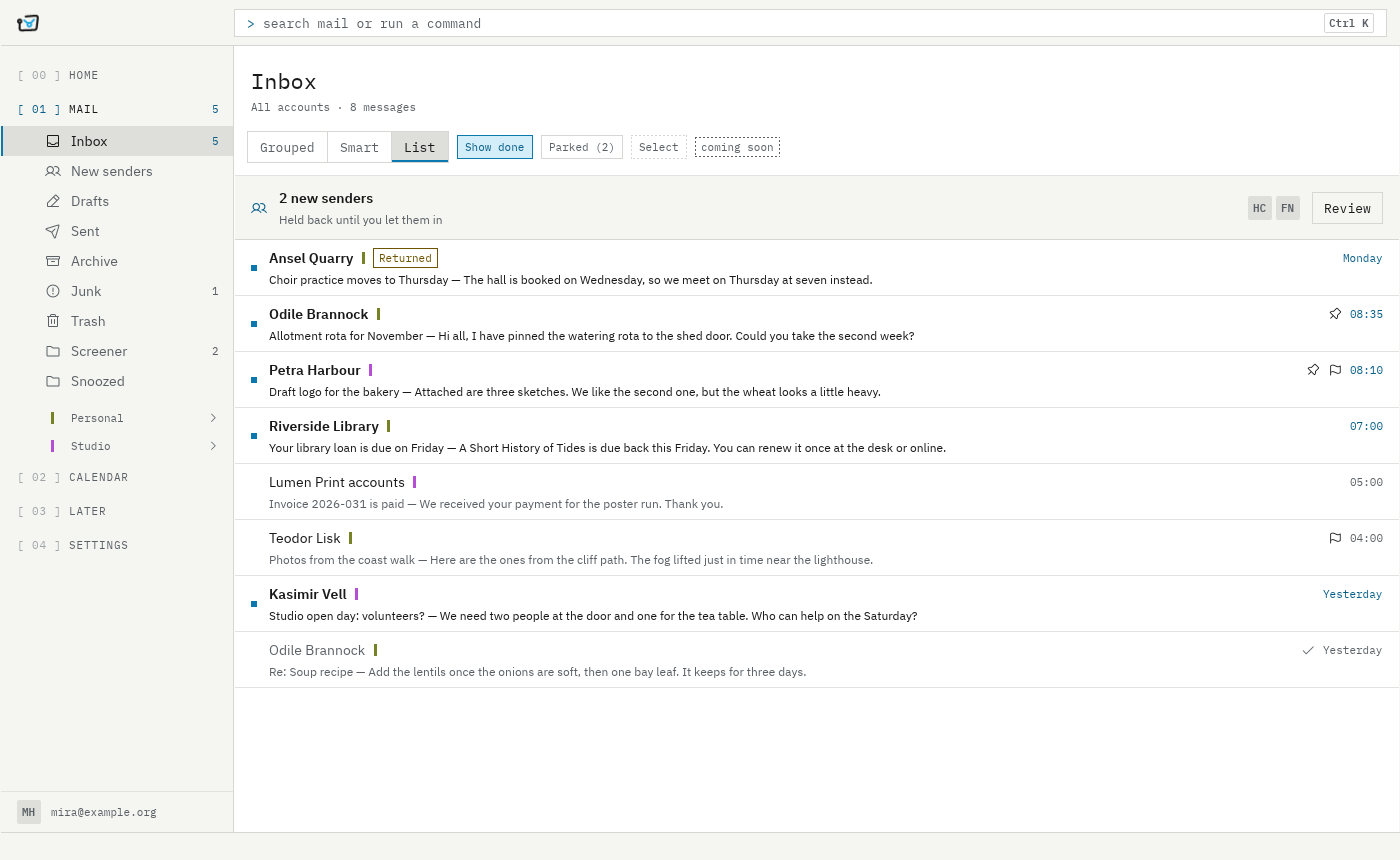 > search mail or run a command
Ctrl K
[ 00 ] HOME
[ 01 ] MAIL 5
Inbox 5
New senders
Drafts
Sent
Archive
Junk 1
Trash
Screener 2
Snoozed
Personal
Studio
[ 02 ] CALENDAR
[ 03 ] LATER
[ 04 ] SETTINGS
MH mira@example.org
Inbox
All accounts · 8 messages
Grouped Smart List Show done Parked (2) Select coming soon
2 new senders
Held back until you let them in
HC FN Review
Ansel Quarry Returned Monday
Choir practice moves to Thursday — The hall is booked on Wednesday, so we meet on Thursday at seven instead.
Odile Brannock 08:35
Allotment rota for November — Hi all, I have pinned the watering rota to the shed door. Could you take the second week?
Petra Harbour 08:10
Draft logo for the bakery — Attached are three sketches. We like the second one, but the wheat looks a little heavy.
Riverside Library 07:00
Your library loan is due on Friday — A Short History of Tides is due back this Friday. You can renew it once at the desk or online.
Lumen Print accounts 05:00
Invoice 2026-031 is paid — We received your payment for the poster run. Thank you.
Teodor Lisk 04:00
Photos from the coast walk — Here are the ones from the cliff path. The fog lifted just in time near the lighthouse.
Kasimir Vell Yesterday
Studio open day: volunteers? — We need two people at the door and one for the tea table. Who can help on the Saturday?
Odile Brannock Yesterday
Re: Soup recipe — Add the lentils once the onions are soft, then one bay leaf. It keeps for three days.